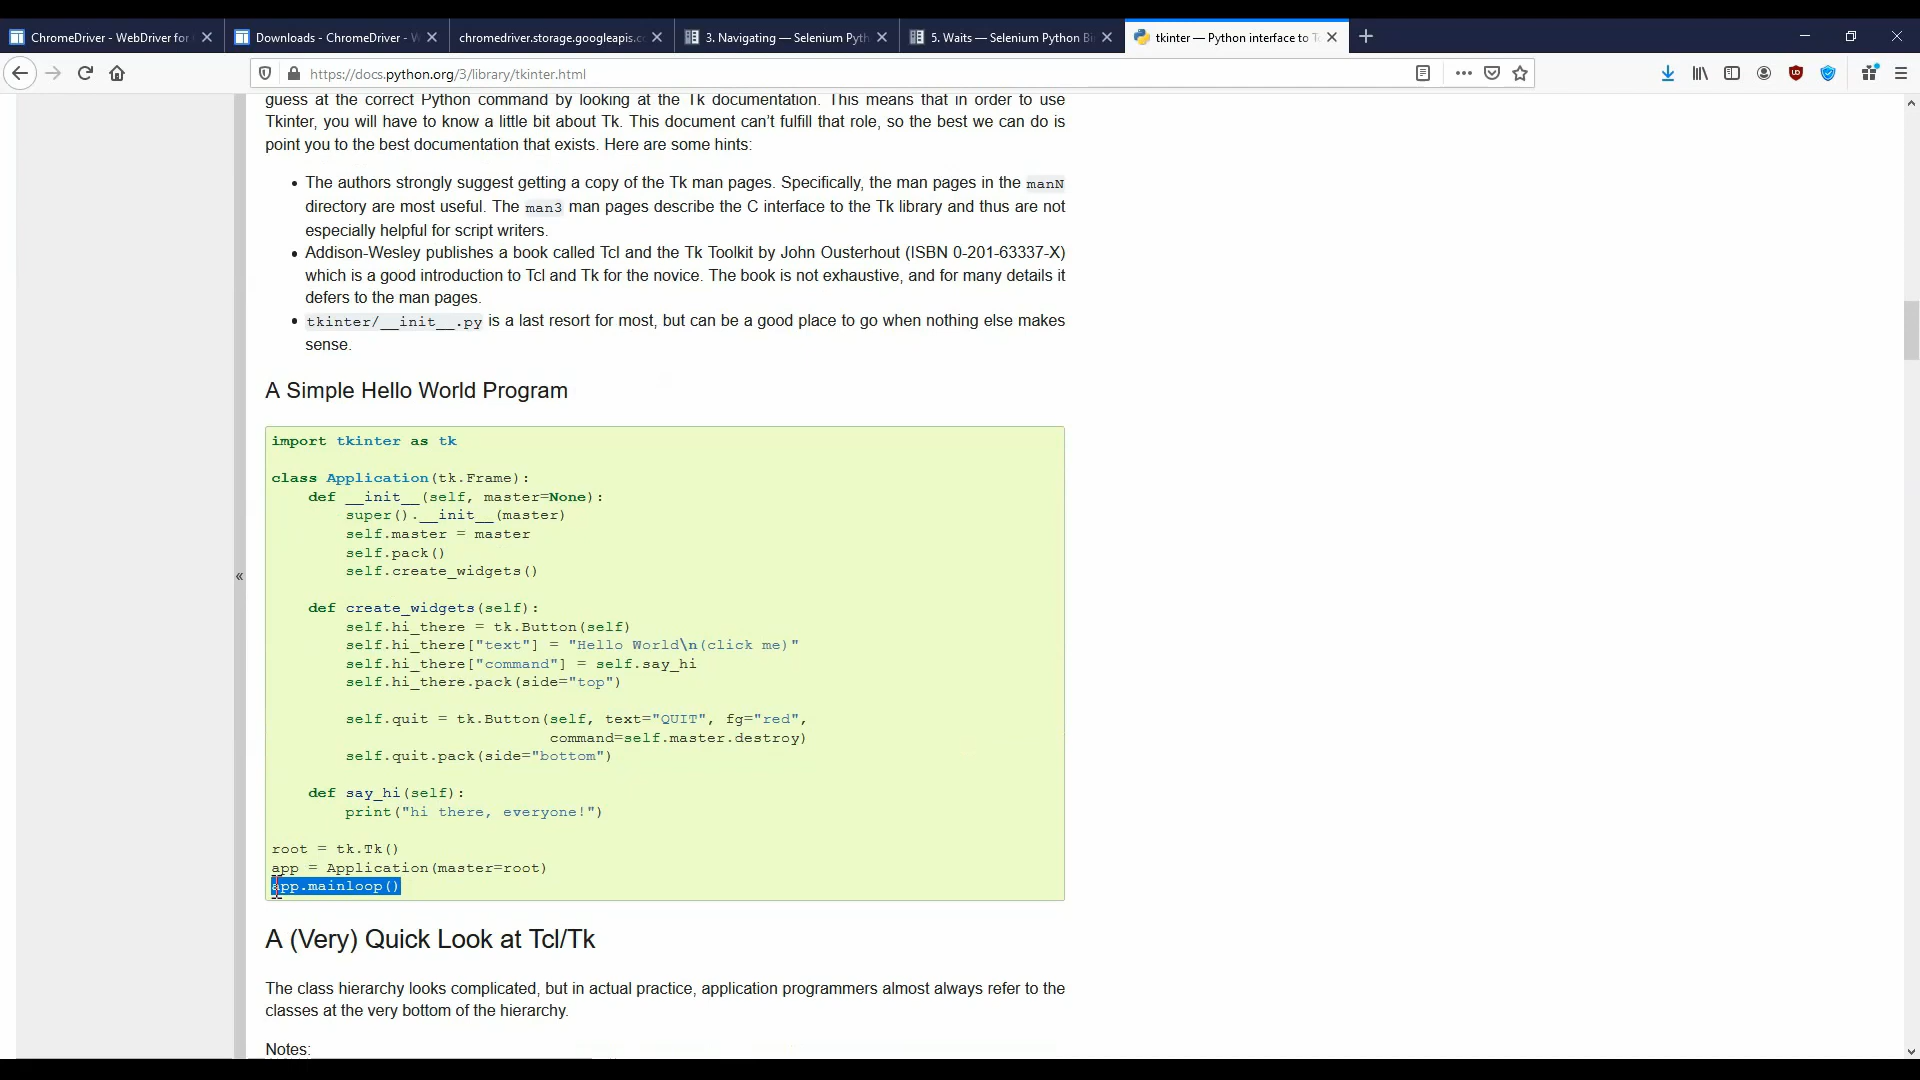 ChromeDriver - WebDriver for
Downloads - ChromeDriver - W
chromedriver.storage.googleapis.c
3. Navigating — Selenium Pyth
5. Waits — Selenium Python Bi
tkinter — Python interface to T
https://docs.python.org/3/library/tkinter.html
guess at the correct Python command by looking at the Tk documentation. This means that in order to use
Tkinter, you will have to know a little bit about Tk. This document can't fulfill that role, so the best we can do is
point you to the best documentation that exists. Here are some hints:
• The authors strongly suggest getting a copy of the Tk man pages. Specifically, the man pages in the manN
directory are most useful. The man3 man pages describe the C interface to the Tk library and thus are not
especially helpful for script writers.
• Addison-Wesley publishes a book called Tcl and the Tk Toolkit by John Ousterhout (ISBN 0-201-63337-X)
which is a good introduction to Tcl and Tk for the novice. The book is not exhaustive, and for many details it
defers to the man pages.
• tkinter/__init__.py is a last resort for most, but can be a good place to go when nothing else makes
sense.
A Simple Hello World Program
import tkinter as tk
class Application(tk.Frame):
    def __init__(self, master=None):
        super().__init__(master)
        self.master = master
        self.pack()
        self.create_widgets()
«
    def create_widgets(self):
        self.hi_there = tk.Button(self)
        self.hi_there["text"] = "Hello World\n(click me)"
        self.hi_there["command"] = self.say_hi
        self.hi_there.pack(side="top")
        self.quit = tk.Button(self, text="QUIT", fg="red",
                              command=self.master.destroy)
        self.quit.pack(side="bottom")
    def say_hi(self):
        print("hi there, everyone!")
root = tk.Tk()
app = Application(master=root)
app.mainloop()
A (Very) Quick Look at Tcl/Tk
The class hierarchy looks complicated, but in actual practice, application programmers almost always refer to the
classes at the very bottom of the hierarchy.
Notes: